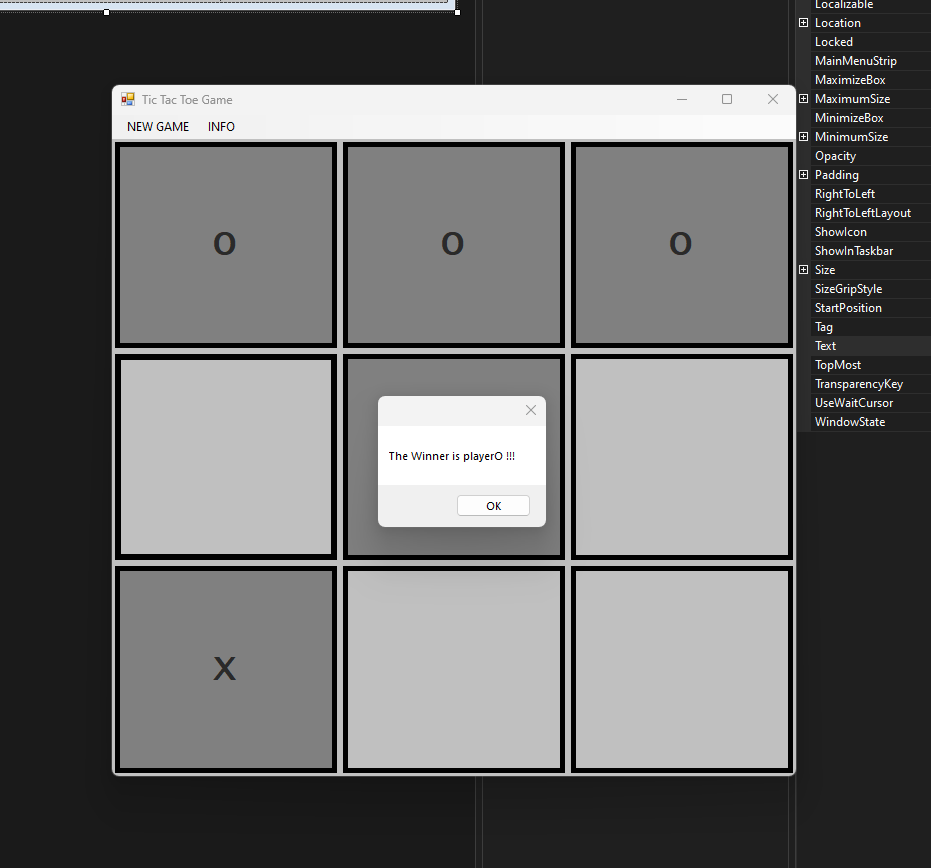 Localizable
Location
Locked
MainMenuStrip
MaximizeBox
MaximumSize
MinimizeBox
MinimumSize
Opacity
Padding
RightToLeft
RightToLeftLayout
ShowIcon
ShowInTaskbar
Size
SizeGripStyle
StartPosition
Tag
Text
TopMost
TransparencyKey
UseWaitCursor
WindowState
Tic Tac Toe Game
NEW GAME INFO
O O O
The Winner is playerO !!!
OK
X